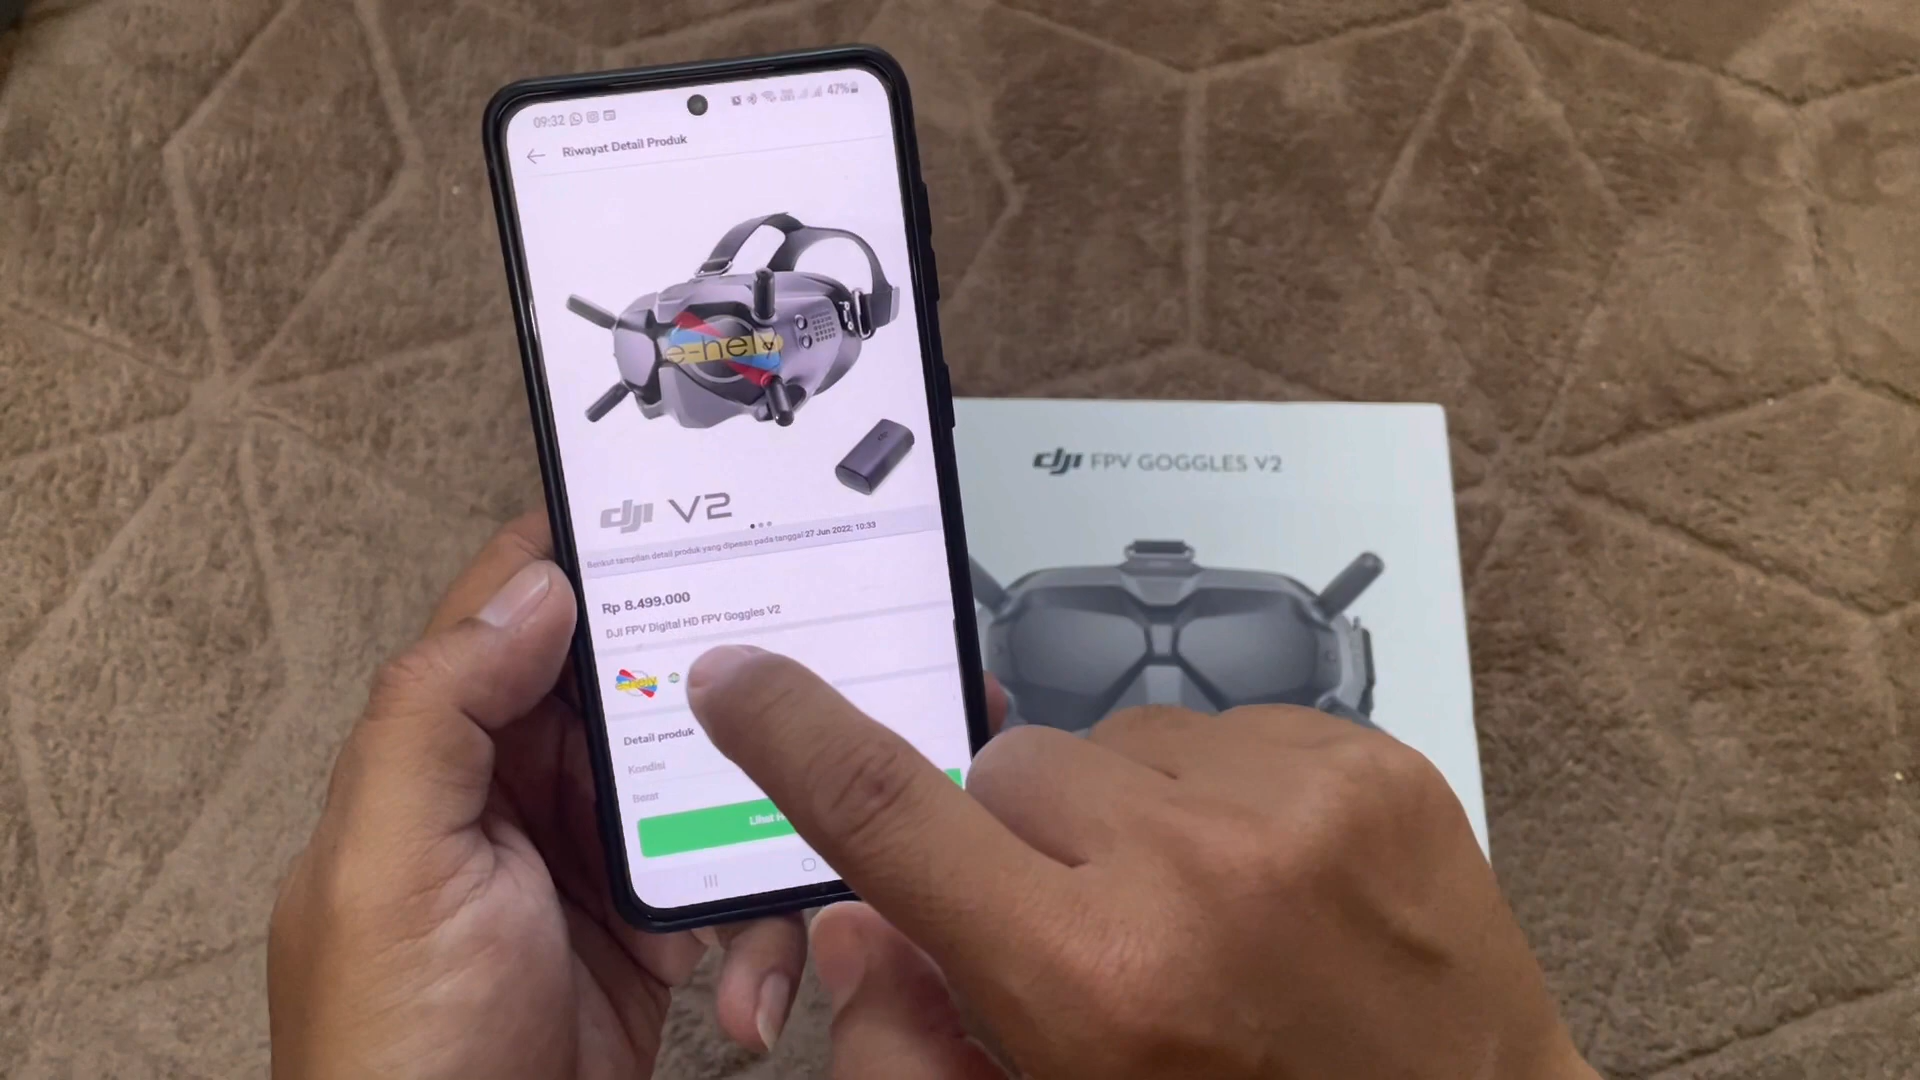 09:32
47%
Riwayat Detail Produk
e-hely
dji V2
Berikut tampilan detail produk yang dipesan pada tanggal 27 Jun 2022, 10:33
Rp 8.499.000
DJI FPV Digital HD FPV Goggles V2
Detail produk
Kondisi
Berat
Lihat
dji FPV GOGGLES V2